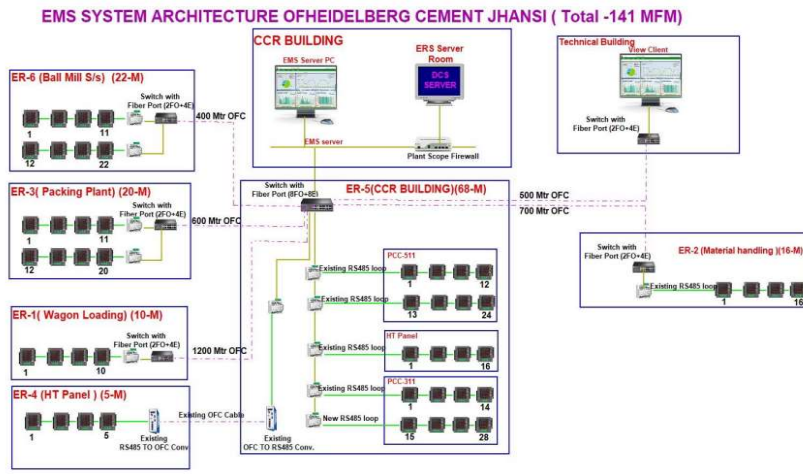 EMS SYSTEM ARCHITECTURE OFHEIDELBERG CEMENT JHANSI ( Total -141 MFM)
CCR BUILDING
EMS Server PC
ERS Server
Room
DCS
SERVER
EMS server
Plant Scope Firewall
Technical Building
View Client
Switch with
Fiber Port (2FO+4E)
ER-6 (Ball Mill S/s) (22-M)
Switch with
Fiber Port (2FO+4E)
1
11
12
22
400 Mtr OFC
ER-3( Packing Plant) (20-M)
Switch with
Fiber Port (2FO+4E)
1
11
12
20
600 Mtr OFC
ER-1( Wagon Loading) (10-M)
Switch with
Fiber Port (2FO+4E)
1
10
1200 Mtr OFC
ER-4 (HT Panel ) (5-M)
1
5
Existing
RS485 TO OFC Conv
Existing OFC Cable
Existing
OFC TO RS485 Conv.
Switch with
Fiber Port (8FO+8E)
ER-5(CCR BUILDING)(68-M)
PCC-511
Existing RS485 loop
1
12
Existing RS485 loop
13
24
HT Panel
Existing RS485 loop
1
16
PCC-311
Existing RS485 loop
1
14
New RS485 loop
15
28
500 Mtr OFC
700 Mtr OFC
Switch with
Fiber Port (2FO+4E)
ER-2 (Material handling )(16-M)
Existing RS485 loop
1
16